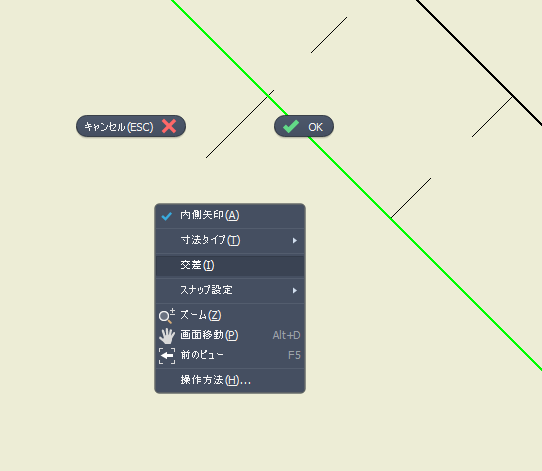 キャンセル(ESC)
OK
内側矢印(A)
寸法タイプ(T)
交差(I)
スナップ設定
ズーム(Z)
画面移動(P) Alt+D
前のビュー F5
操作方法(H)...